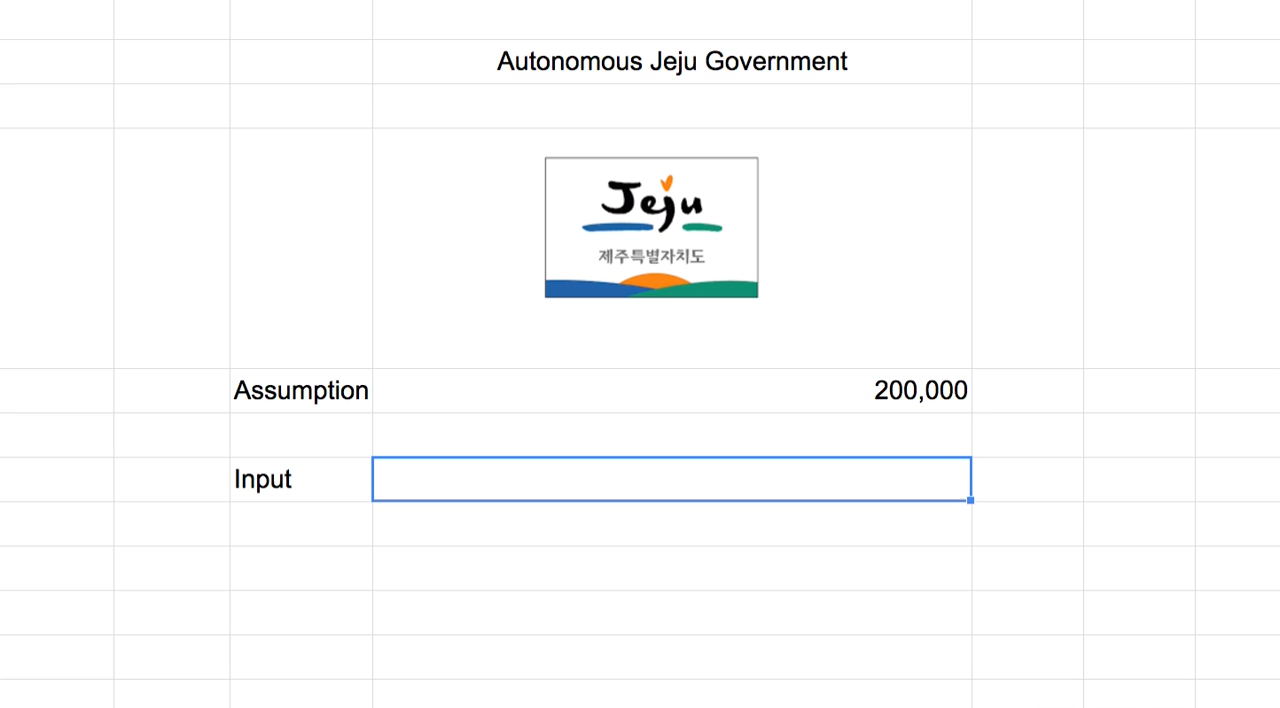 Autonomous Jeju Government
Jeju
제주특별자치도
Assumption 200,000
Input